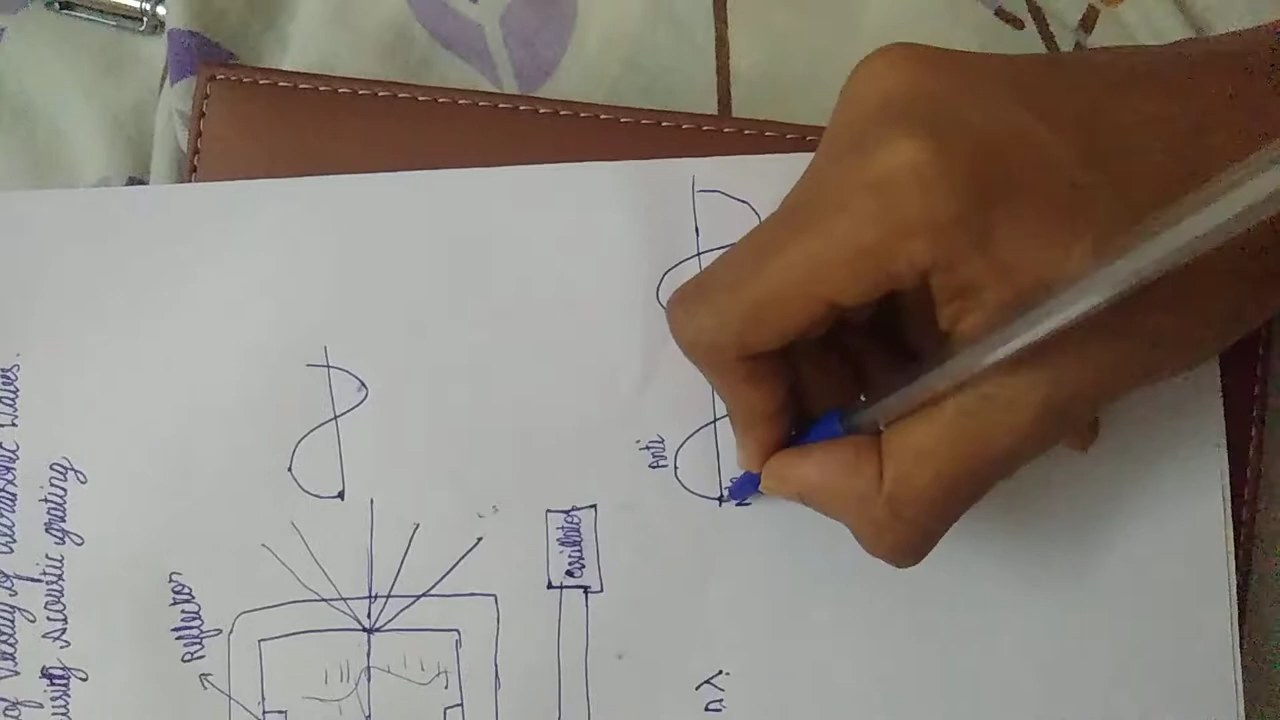 of Velocity of Ultrasonic Waves.
using Acoustic grating
Reflector
oscillator
Anti
nλ.